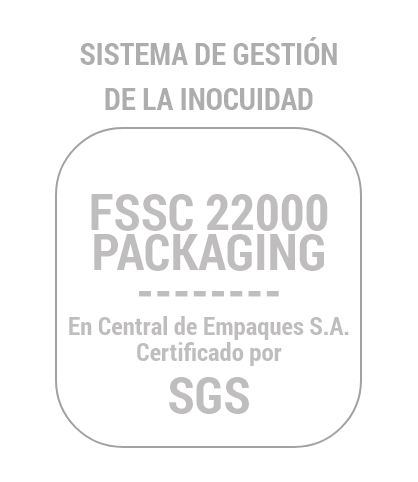 SISTEMA DE GESTIÓN
DE LA INOCUIDAD
FSSC 22000
PACKAGING
--------
En Central de Empaques S.A.
Certificado por
SGS